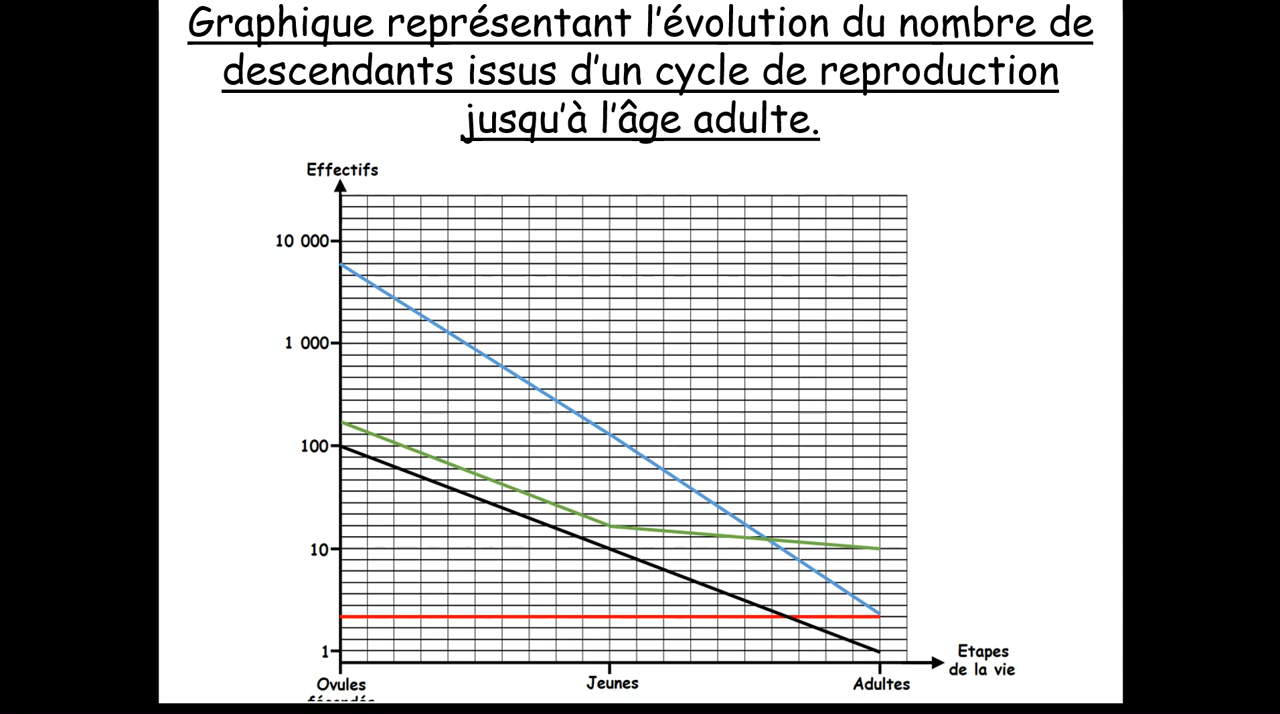 Graphique représentant l'évolution du nombre de
descendants issus d'un cycle de reproduction
jusqu'à l'âge adulte.
Effectifs
10 000
1 000
100
10
1
Etapes
de la vie
Ovules
Jeunes
Adultes